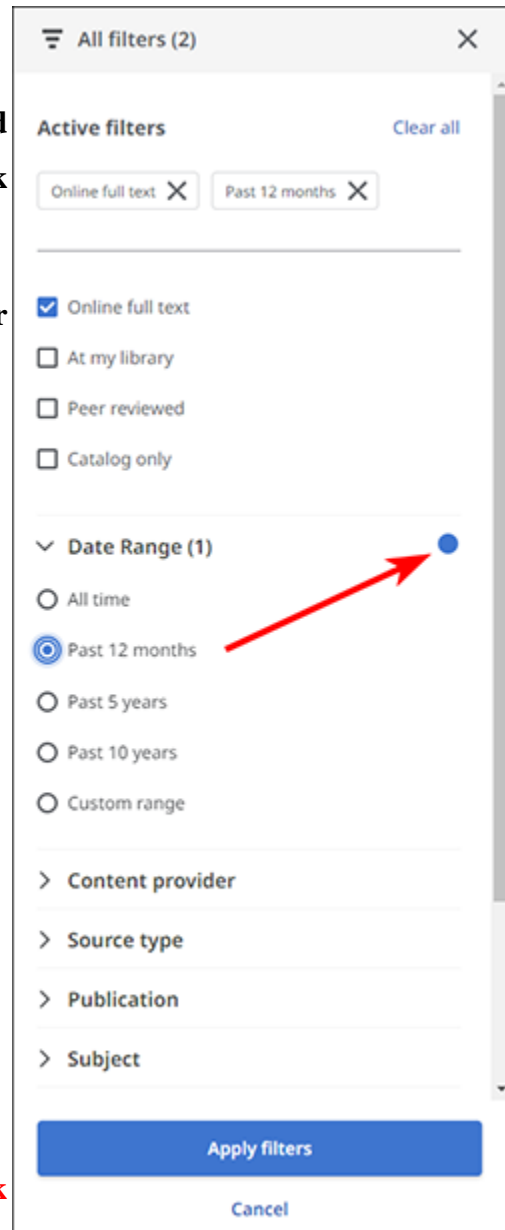 All filters (2)
Active filters Clear all
Online full text Past 12 months
Online full text
At my library
Peer reviewed
Catalog only
Date Range (1)
All time
Past 12 months
Past 5 years
Past 10 years
Custom range
Content provider
Source type
Publication
Subject
Apply filters
Cancel